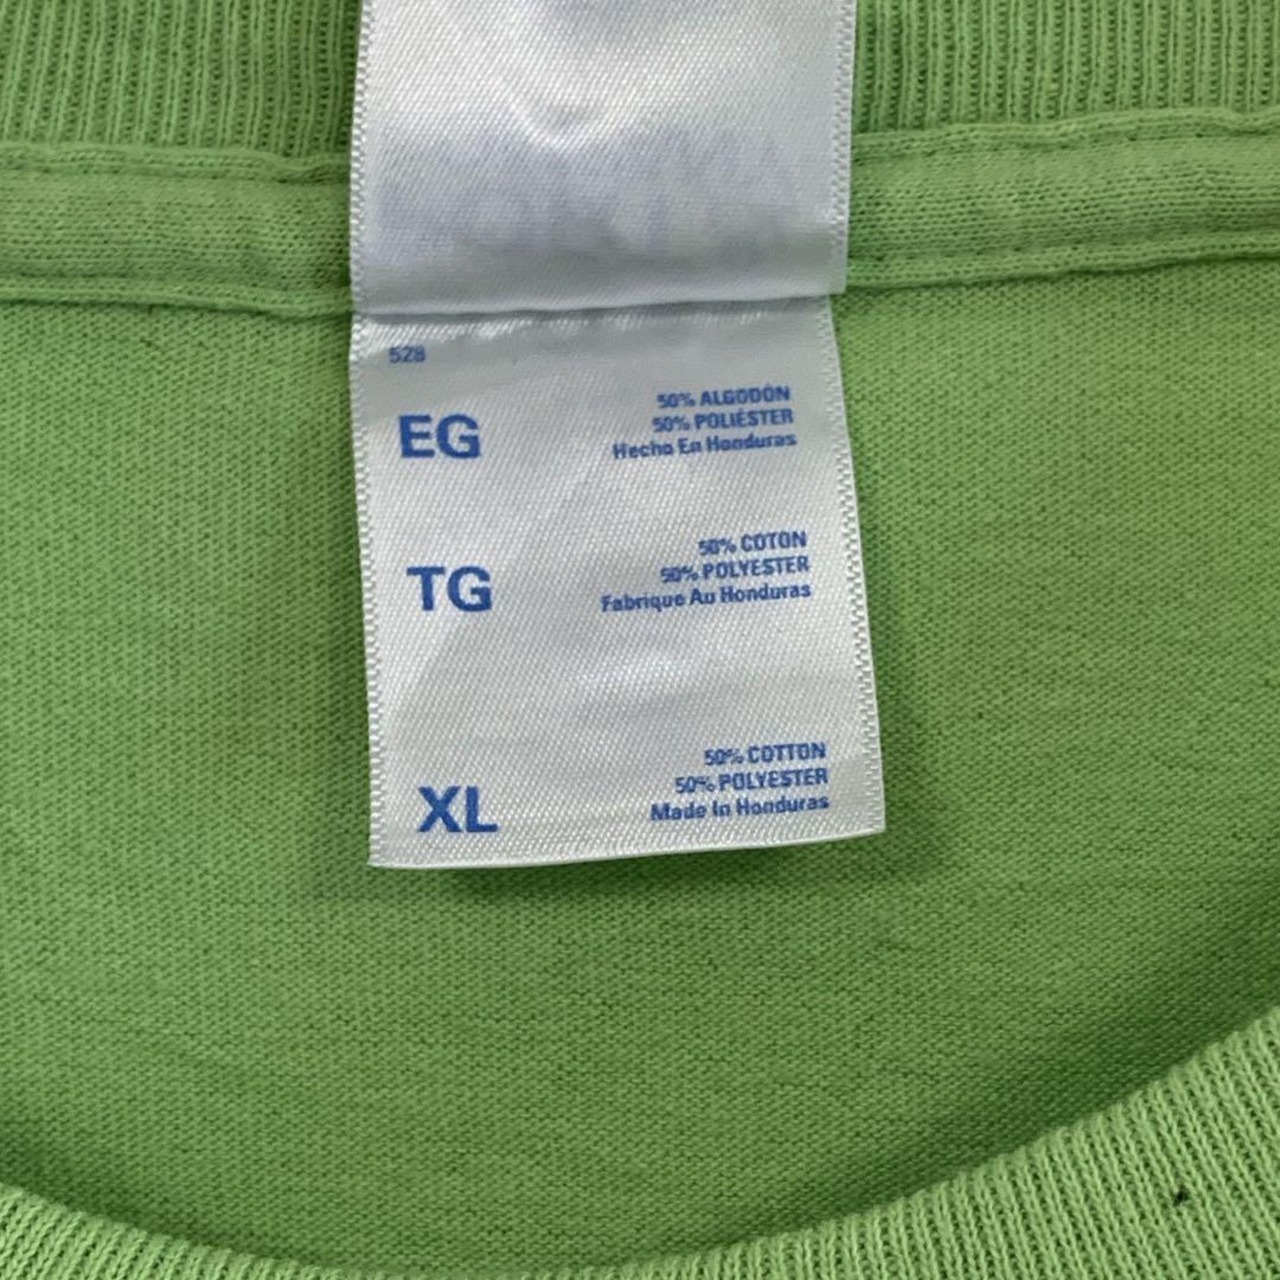 528
EG
50% ALGODÓN
50% POLIÉSTER
Hecho En Honduras
TG
50% COTON
50% POLYESTER
Fabrique Au Honduras
XL
50% COTTON
50% POLYESTER
Made In Honduras